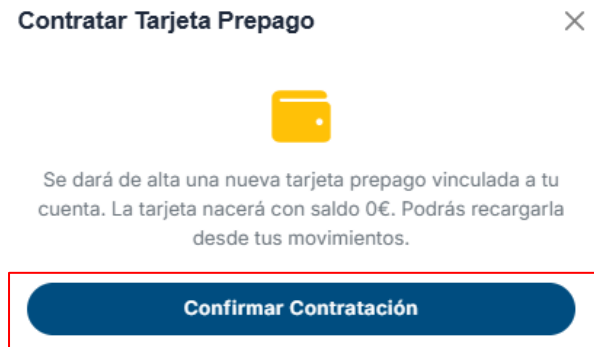 Contratar Tarjeta Prepago
Se dará de alta una nueva tarjeta prepago vinculada a tu
cuenta. La tarjeta nacerá con saldo 0€. Podrás recargarla
desde tus movimientos.
Confirmar Contratación